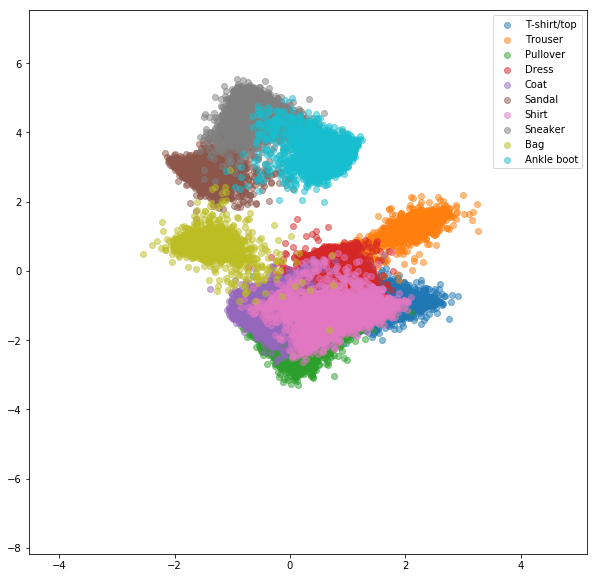 T-shirt/top
Trouser
Pullover
Dress
Coat
Sandal
Shirt
Sneaker
Bag
Ankle boot
6
4
2
0
−2
−4
−6
−8
−4
−2
0
2
4